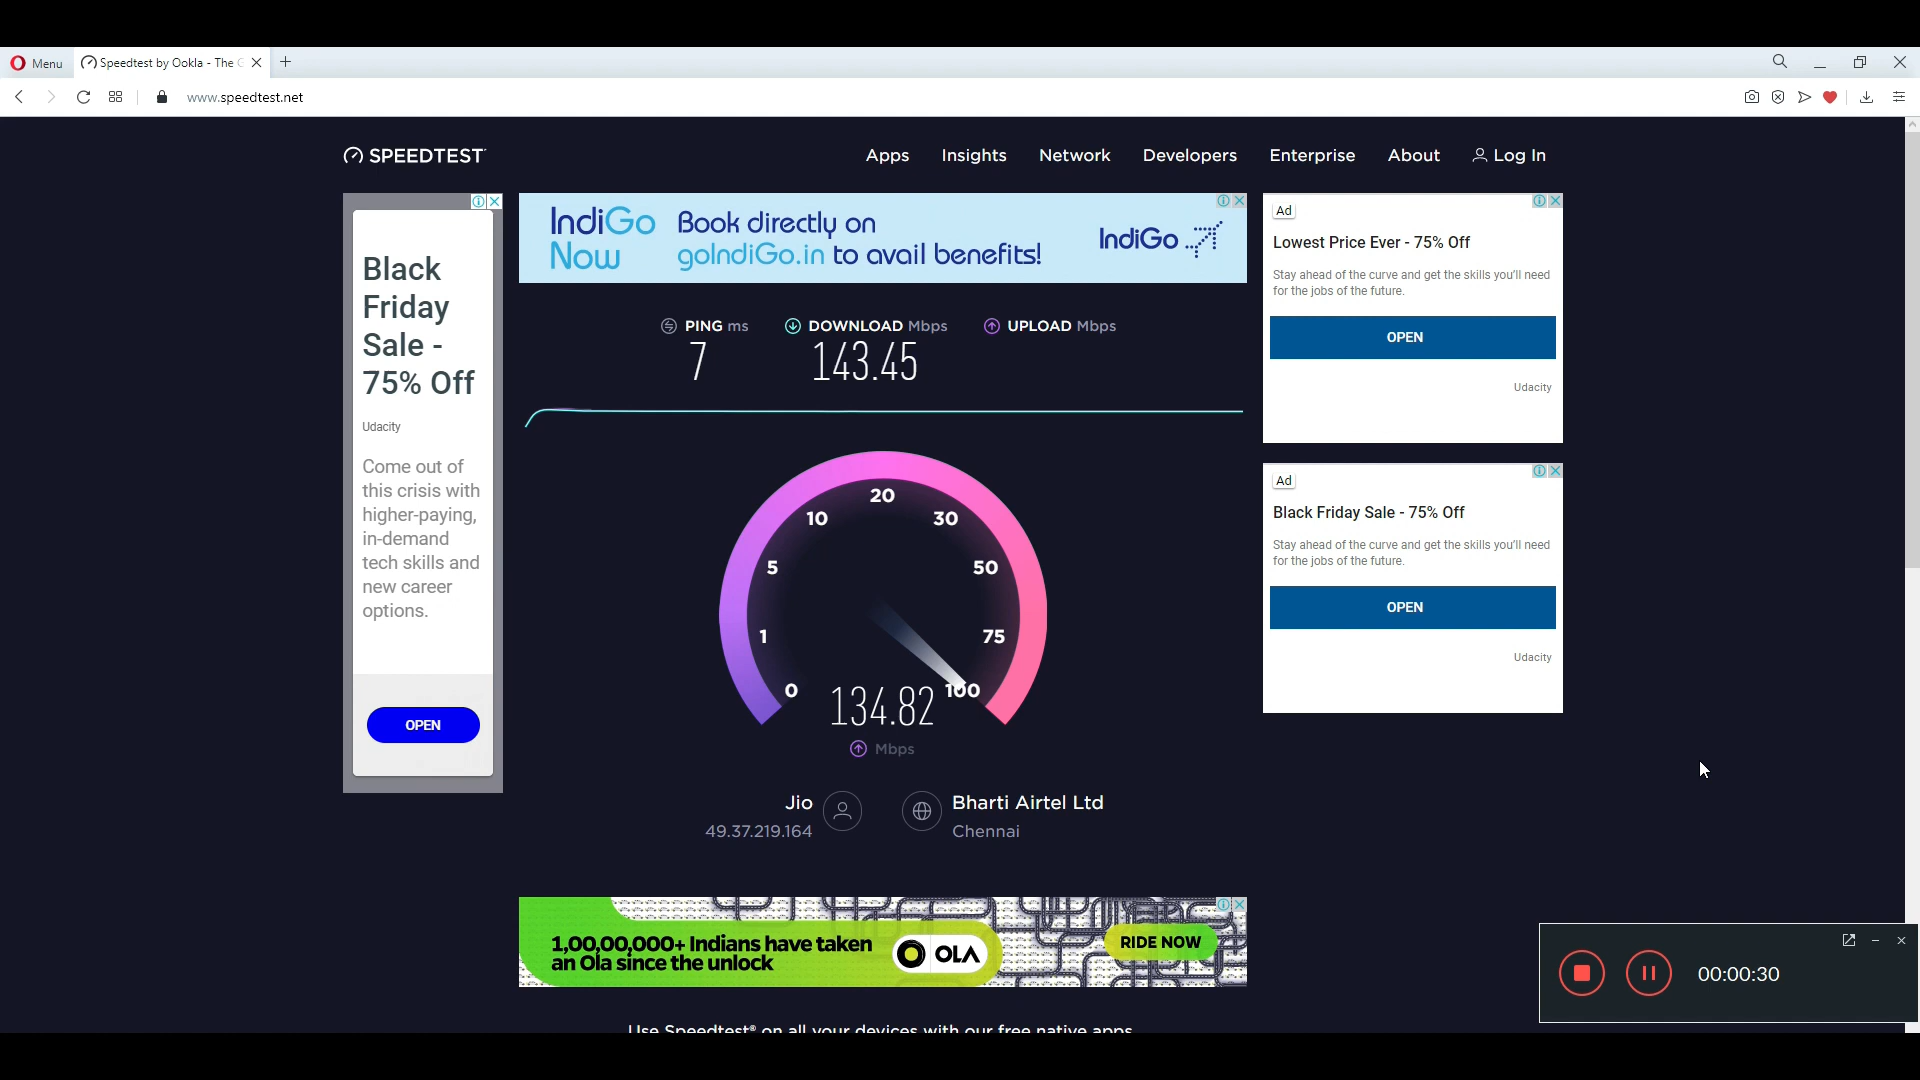 Menu
Speedtest by Ookla - The
www.speedtest.net
SPEEDTEST
Apps Insights Network Developers Enterprise About Log In
Black
Friday
Sale -
75% Off
Udacity
Come out of
this crisis with
higher-paying,
in-demand
tech skills and
new career
options.
OPEN
IndiGo
Now
Book directly on
goIndiGo.in to avail benefits!
IndiGo
PING ms
7
DOWNLOAD Mbps
143.45
UPLOAD Mbps
0
1
5
10
20
30
50
75
100
134.82
Mbps
Jio
49.37.219.164
Bharti Airtel Ltd
Chennai
Ad
Lowest Price Ever - 75% Off
Stay ahead of the curve and get the skills you'll need
for the jobs of the future.
OPEN
Udacity
Ad
Black Friday Sale - 75% Off
Stay ahead of the curve and get the skills you'll need
for the jobs of the future.
OPEN
Udacity
1,00,00,000+ Indians have taken
an Ola since the unlock
OLA
RIDE NOW
00:00:30
Use Speedtest® on all your devices with our free native apps